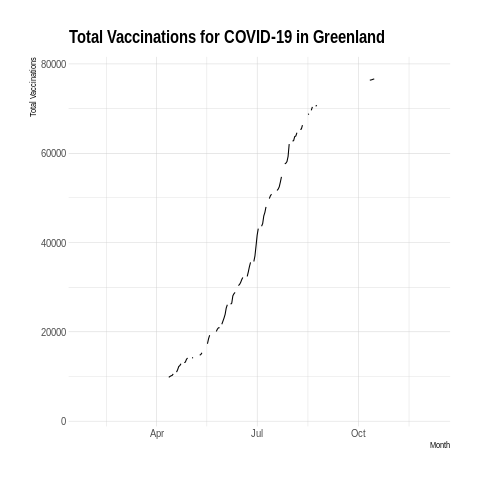 Total Vaccinations for COVID-19 in Greenland
Total Vaccinations
80000
60000
40000
20000
0
Apr Jul Oct
Month